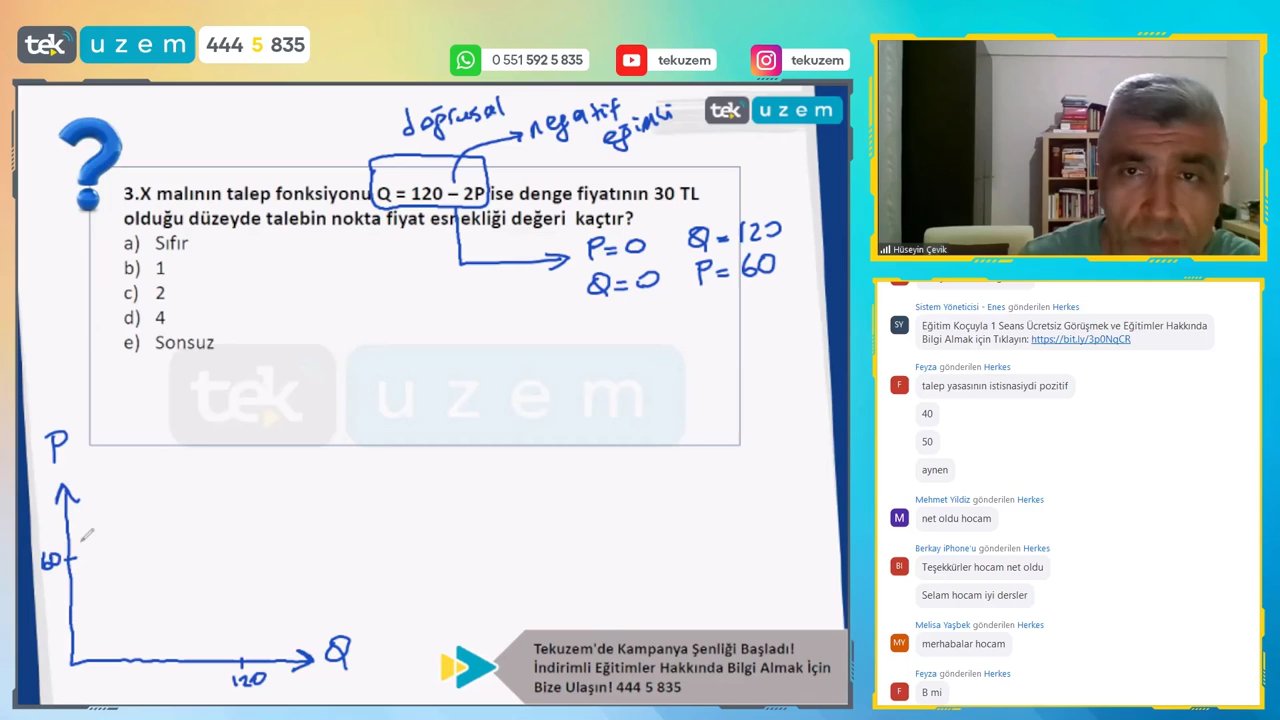 tek uzem 444 5 835
0 551 592 5 835
tekuzem
tekuzem
tek uzem
doğrusal
negatif
eğimli
3.X malının talep fonksiyonu Q = 120 – 2P ise denge fiyatının 30 TL
olduğu düzeyde talebin nokta fiyat esnekliği değeri kaçtır?
a) Sıfır
b) 1
c) 2
d) 4
e) Sonsuz
P=0 Q=120
Q=0 P=60
tek uzem
P
60
120
Q
Tekuzem'de Kampanya Şenliği Başladı!
İndirimli Eğitimler Hakkında Bilgi Almak İçin
Bize Ulaşın! 444 5 835
Hüseyin Çevik
Sistem Yöneticisi - Enes gönderilen Herkes
SY
Eğitim Koçuyla 1 Seans Ücretsiz Görüşmek ve Eğitimler Hakkında
Bilgi Almak için Tıklayın: https://bit.ly/3p0NqCR
Feyza gönderilen Herkes
F
talep yasasının istisnasiydi pozitif
40
50
aynen
Mehmet Yildiz gönderilen Herkes
M
net oldu hocam
Berkay iPhone'u gönderilen Herkes
BI
Teşekkürler hocam net oldu
Selam hocam iyi dersler
Melisa Yaşbek gönderilen Herkes
MY
merhabalar hocam
Feyza gönderilen Herkes
F
B mi